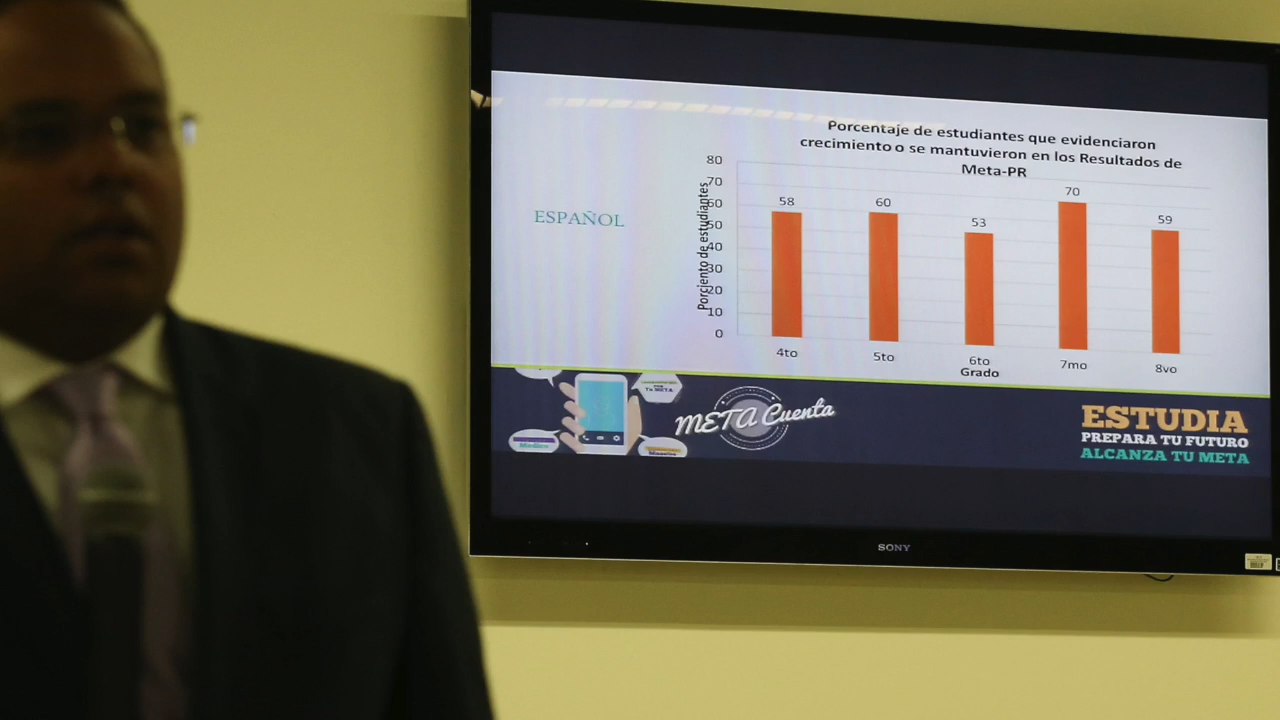 Porcentaje de estudiantes que evidenciaron
crecimiento o se mantuvieron en los Resultados de
Meta-PR
ESPAÑOL
Porciento de estudiantes
80
70
60
50
40
30
20
10
0
58
60
53
70
59
4to
5to
6to
7mo
8vo
Grado
META Cuenta
ESTUDIA
PREPARA TU FUTURO
ALCANZA TU META
SONY